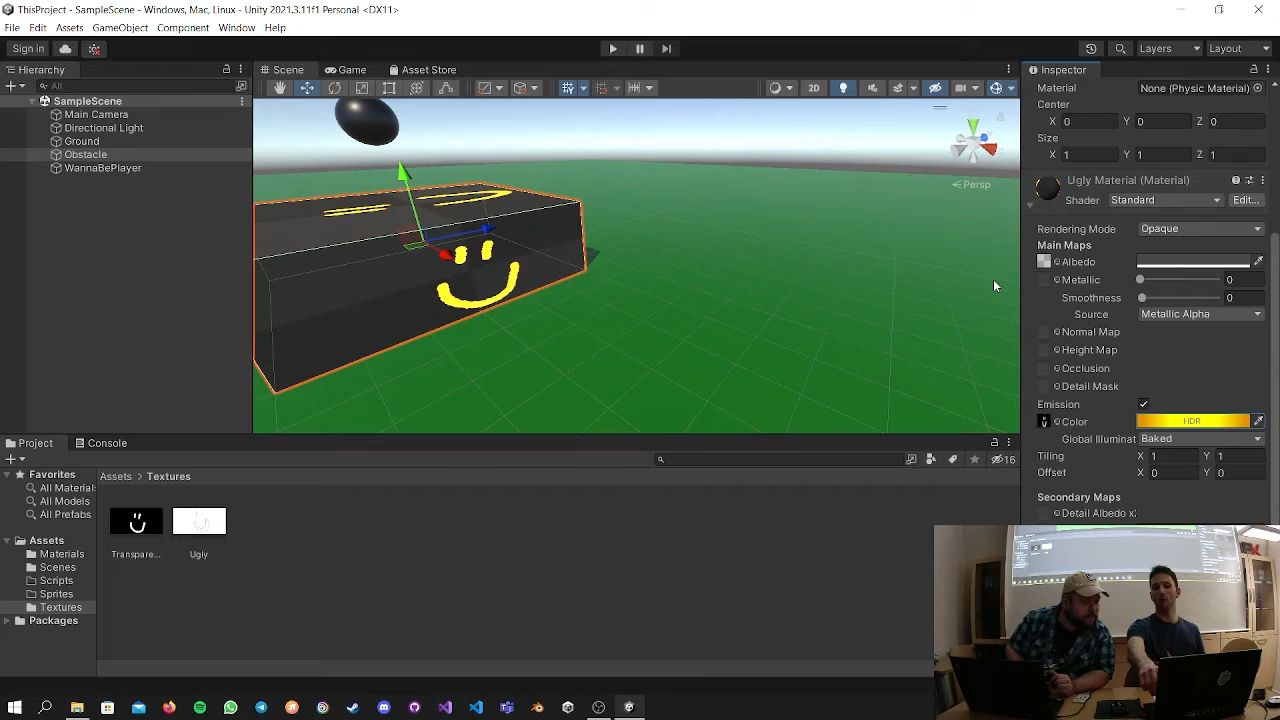 ThisProject - SampleScene - Windows, Mac, Linux - Unity 2021.3.11f1 Personal <DX11>
File Edit Assets GameObject Component Window Help
Sign in Layers Layout
Hierarchy Scene Game Asset Store Inspector
All 2D
SampleScene
Main Camera
Directional Light
Ground
Obstacle
WannaBePlayer
Persp
Material None (Physic Material)
Center
X 0 Y 0 Z 0
Size
X 1 Y 1 Z 1
Ugly Material (Material)
Shader Standard Edit...
Rendering Mode Opaque
Main Maps
Albedo
Metallic 0
Smoothness 0
Source Metallic Alpha
Normal Map
Height Map
Occlusion
Detail Mask
Emission
Color HDR
Global Illuminat Baked
Tiling X 1 Y 1
Offset X 0 Y 0
Secondary Maps
Detail Albedo x
Project Console
16
Favorites
All Materials
All Models
All Prefabs
Assets
Materials
Scenes
Scripts
Sprites
Textures
Packages
Assets > Textures
Transpare... Ugly